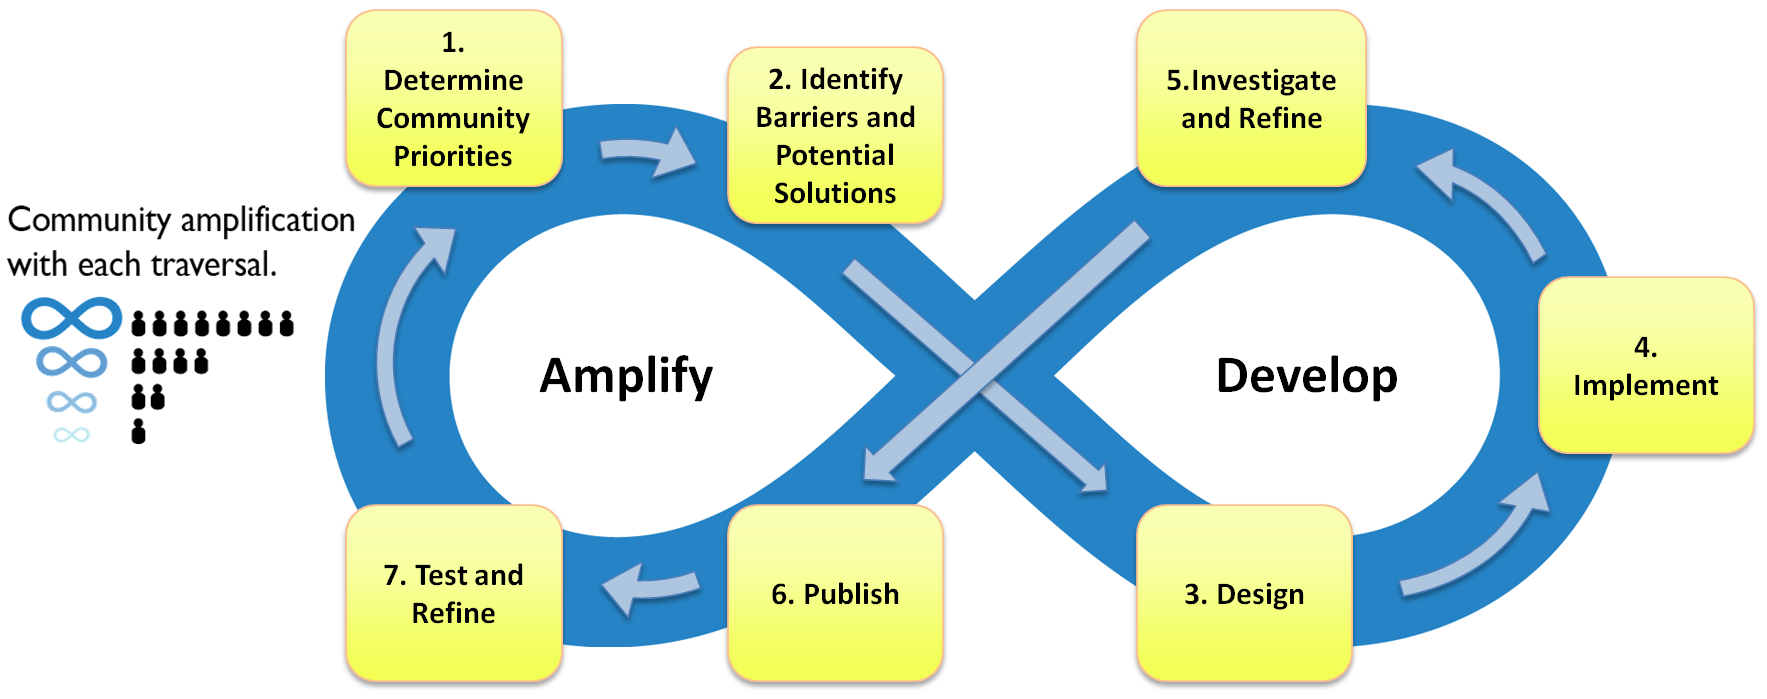 1.
Determine
Community
Priorities
2. Identify
Barriers and
Potential
Solutions
5.Investigate
and Refine
Community amplification
with each traversal.
Amplify
Develop
4.
Implement
7. Test and
Refine
6. Publish
3. Design